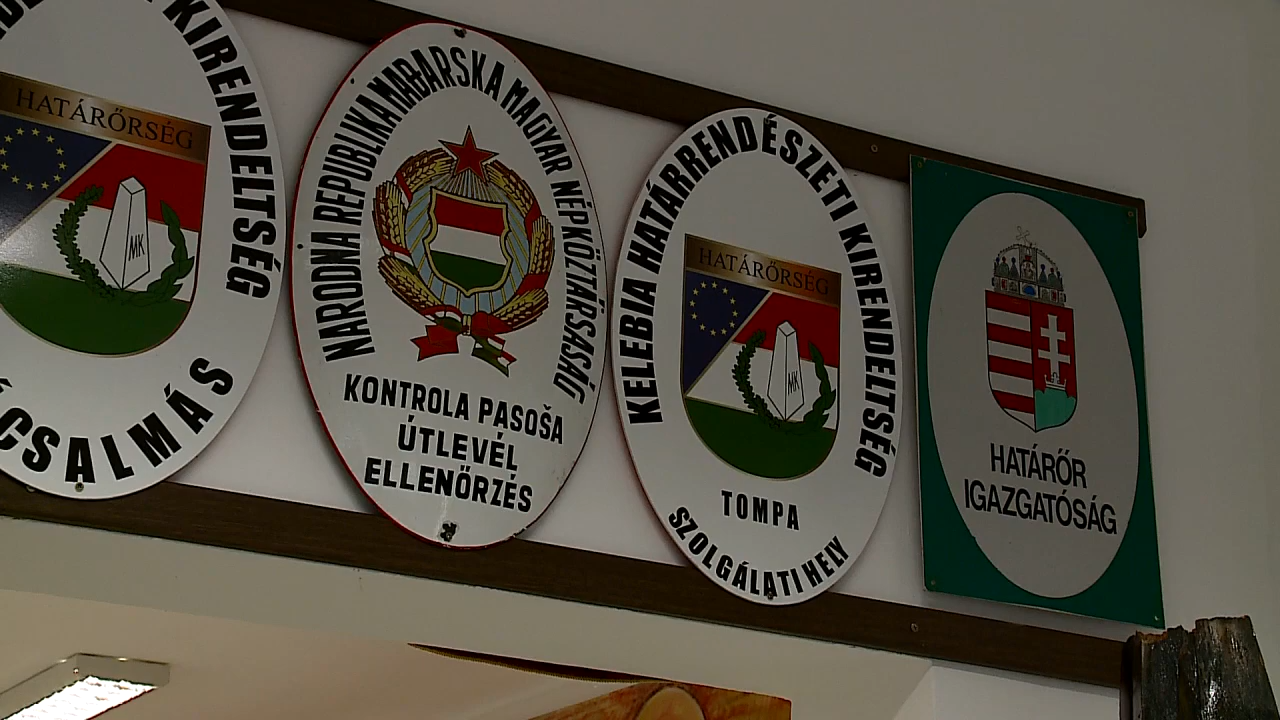 KIRENDELTSÉG
HATÁRŐRSÉG
MK
NARODNA REPUBLIKA MAĐARSKA MAGYAR NÉPKÖZTÁRSASÁG
KONTROLA PASOŠA
ÚTLEVÉL
ELLENŐRZÉS
KELEBIA HATÁRRENDÉSZETI KIRENDELTSÉG
HATÁRŐRSÉG
MK
TOMPA
SZOLGÁLATI HELY
HATÁRŐR
IGAZGATÓSÁG